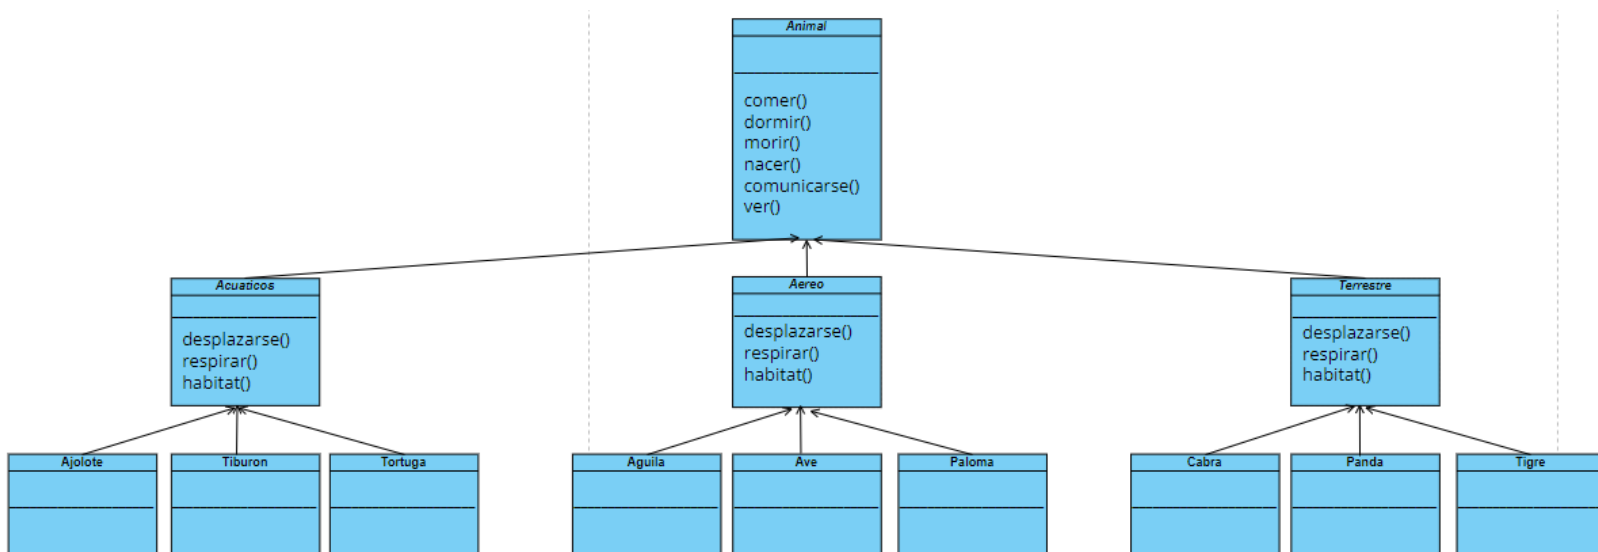 Animal
comer()
dormir()
morir()
nacer()
comunicarse()
ver()
Acuaticos
desplazarse()
respirar()
habitat()
Aereo
desplazarse()
respirar()
habitat()
Terrestre
desplazarse()
respirar()
habitat()
Ajolote
Tiburon
Tortuga
Aguila
Ave
Paloma
Cabra
Panda
Tigre